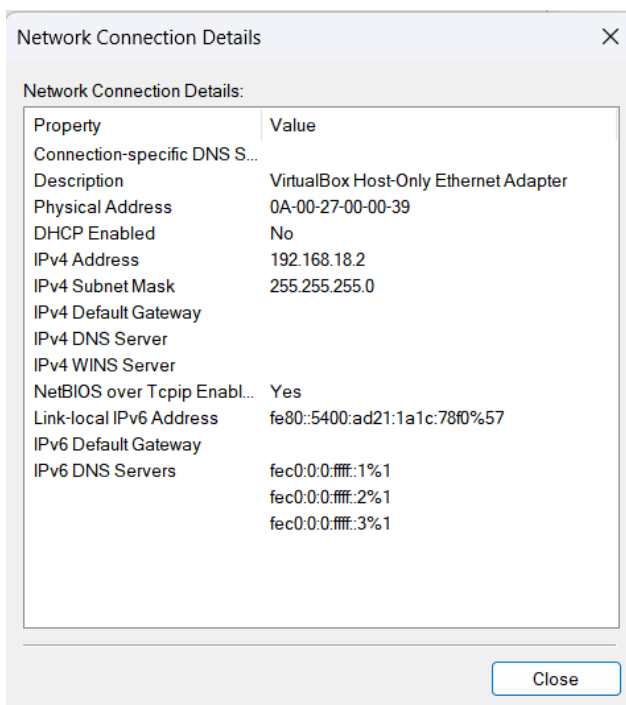 Network Connection Details
Network Connection Details:
Property Value
Connection-specific DNS S...
Description VirtualBox Host-Only Ethernet Adapter
Physical Address 0A-00-27-00-00-39
DHCP Enabled No
IPv4 Address 192.168.18.2
IPv4 Subnet Mask 255.255.255.0
IPv4 Default Gateway
IPv4 DNS Server
IPv4 WINS Server
NetBIOS over Tcpip Enabl... Yes
Link-local IPv6 Address fe80::5400:ad21:1a1c:78f0%57
IPv6 Default Gateway
IPv6 DNS Servers fec0:0:0:ffff::1%1
fec0:0:0:ffff::2%1
fec0:0:0:ffff::3%1
Close